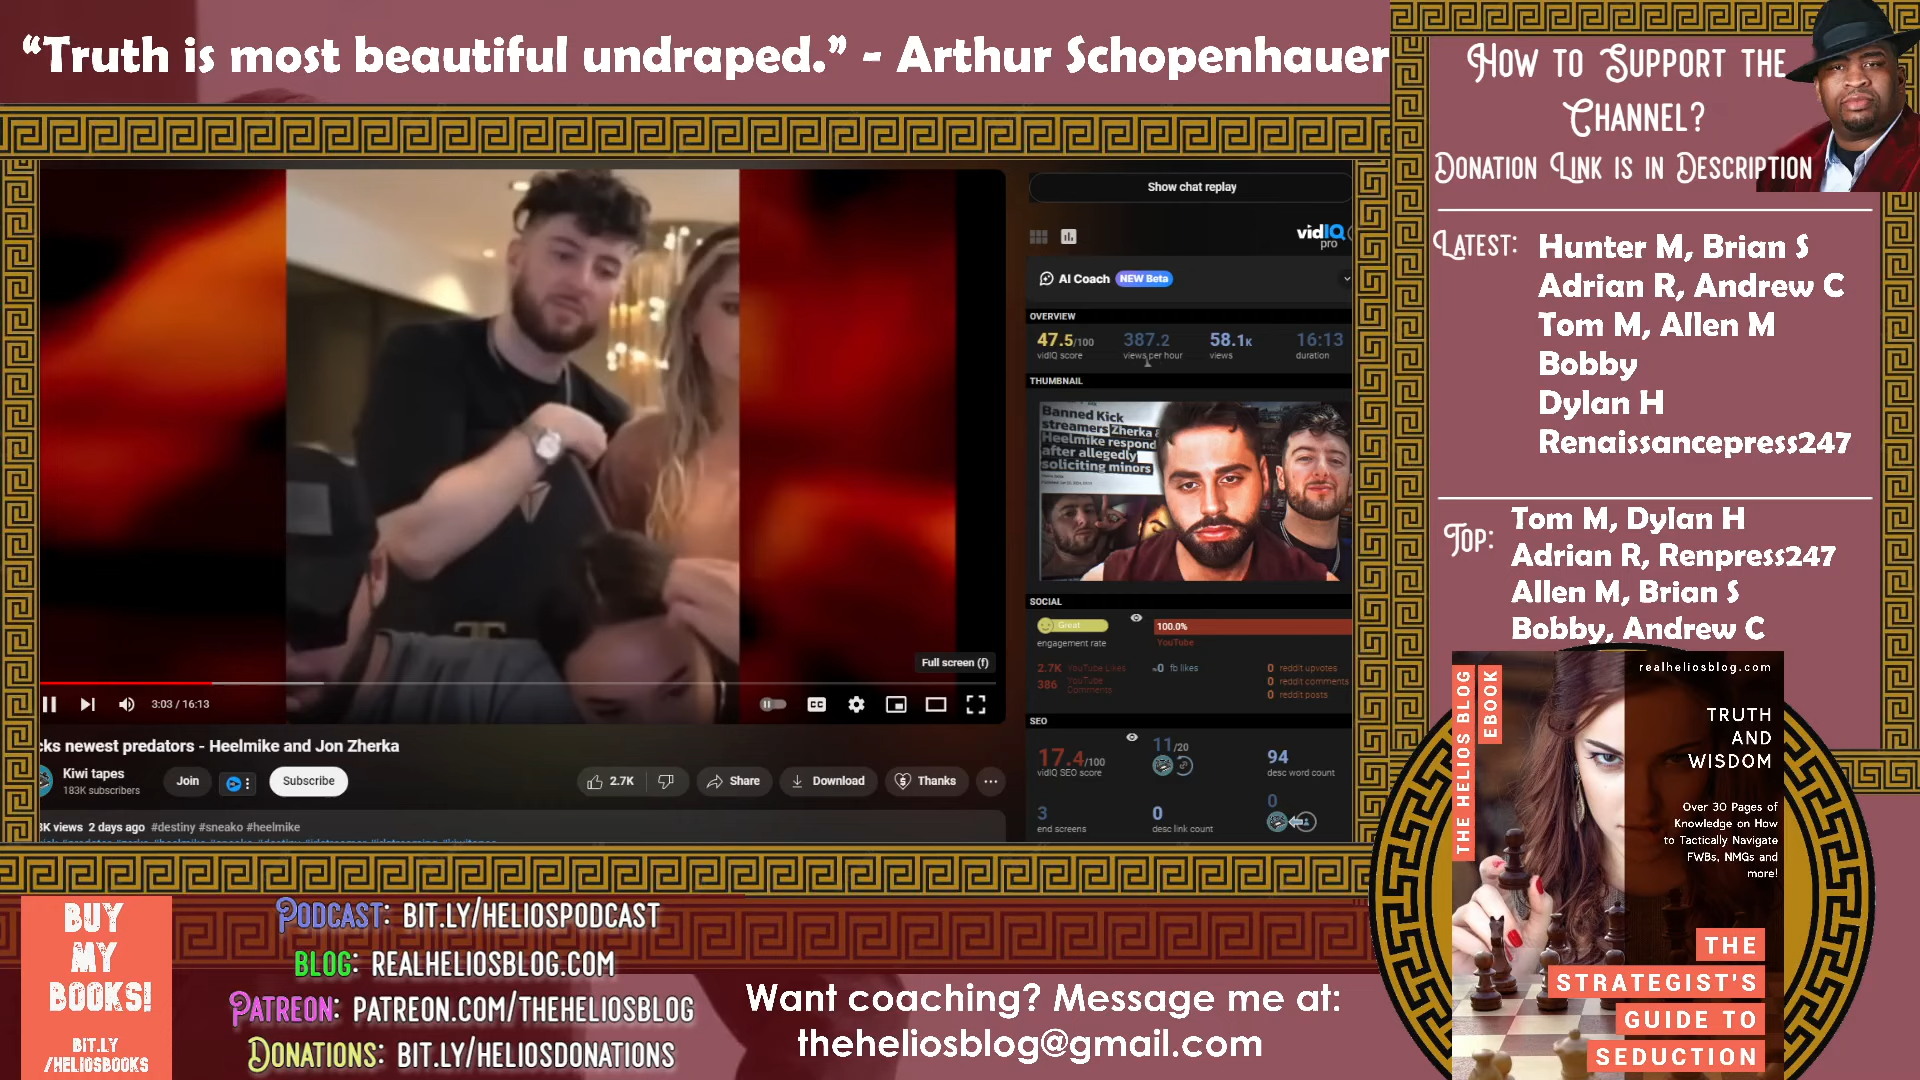 “Truth is most beautiful undraped.” - Arthur Schopenhauer
How to Support the
Channel?
Donation Link is in Description
Latest:
Hunter M, Brian S
Adrian R, Andrew C
Tom M, Allen M
Bobby
Dylan H
Renaissancepress247
Top:
Tom M, Dylan H
Adrian R, Renpress247
Allen M, Brian S
Bobby, Andrew C
Show chat replay
vidIQ
pro
AI Coach NEW Beta
OVERVIEW
47.5/100 387.2 58.1K 16:13
vidIQ score views per hour views duration
THUMBNAIL
Banned Kick
streamers Zherka &
Heelmike respond
after allegedly
soliciting minors
SOCIAL
Great 100.0%
engagement rate YouTube
2.7K YouTube Likes 0 fb likes 0 reddit upvotes
386 YouTube Comments 0 reddit comments
0 reddit posts
SEO
17.4/100 11/20 94
vidIQ SEO score desc word count
3 0 0
end screens desc link count
Full screen (f)
3:03 / 16:13
CC
cks newest predators - Heelmike and Jon Zherka
Kiwi tapes
183K subscribers
Join
Subscribe
2.7K
Share
Download
Thanks
K views 2 days ago #destiny #sneako #heelmike
THE HELIOS BLOG
EBOOK
realheliosblog.com
TRUTH
AND
WISDOM
Over 30 Pages of
Knowledge on How
to Tactically Navigate
FWBs, NMGs and
more!
THE
STRATEGIST'S
GUIDE TO
SEDUCTION
BUY
MY
BOOKS!
BIT.LY
/HELIOSBOOKS
Podcast: bit.ly/heliospodcast
Blog: realheliosblog.com
Patreon: patreon.com/theheliosblog
Donations: bit.ly/heliosdonations
Want coaching? Message me at:
theheliosblog@gmail.com